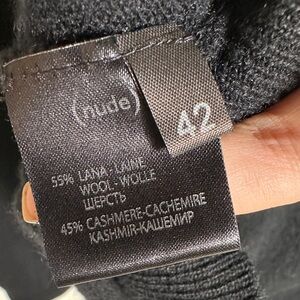 (nude)
42
55% LANA-LAINE
WOOL-WOLLE
ШЕРСТЬ
45% CASHMERE-CACHEMIRE
KASHMIR-КАШЕМИР